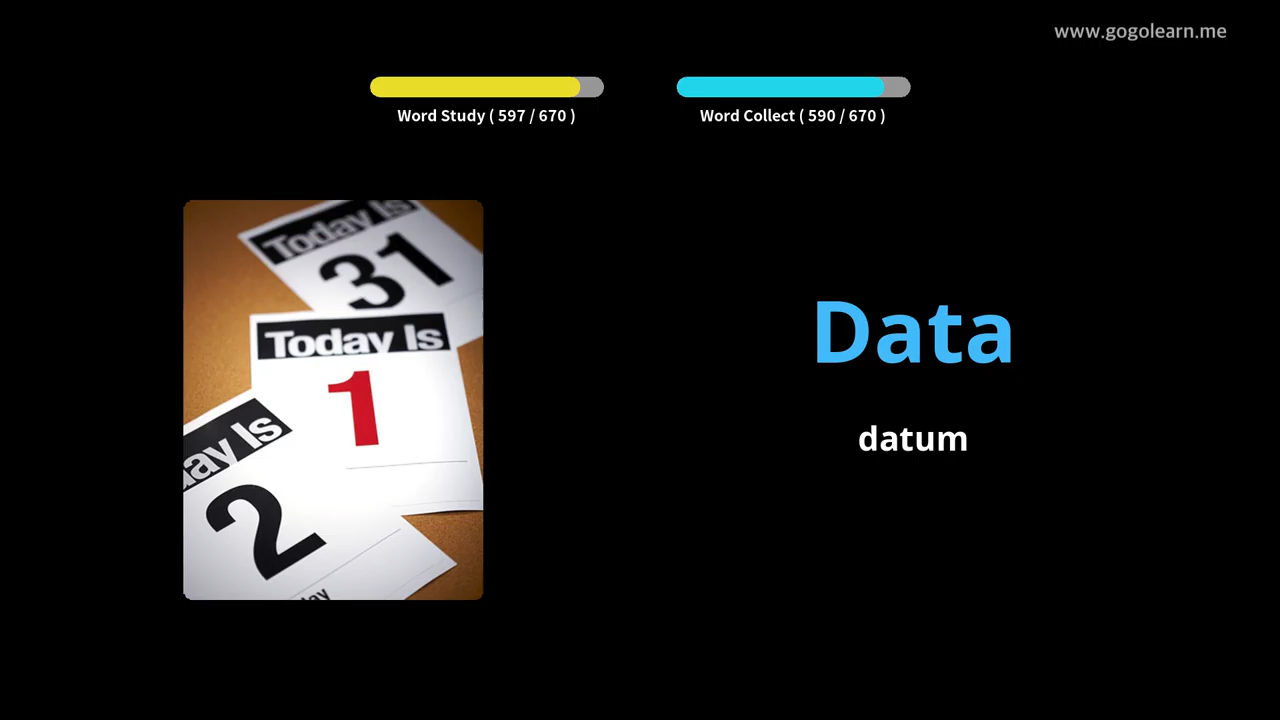 www.gogolearn.me
Word Study ( 597 / 670 )
Word Collect ( 590 / 670 )
Today Is
31
Today Is
1
ay Is
2
Data
datum